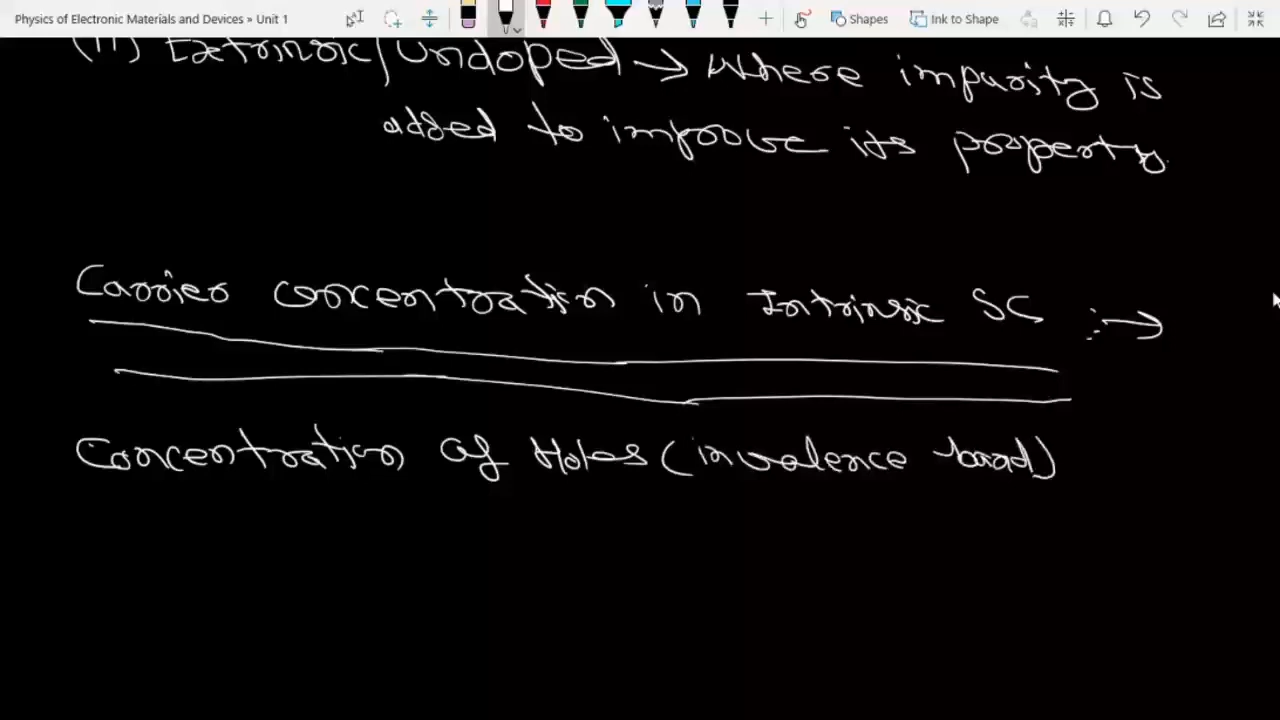 Physics of Electronic Materials and Devices » Unit 1
Shapes
Ink to Shape
(ii) Extrinsic/Undoped → Where impurity is
added to improve its property.
Carrier concentration in Intrinsic SC :→
Concentration of Holes (in valence band)